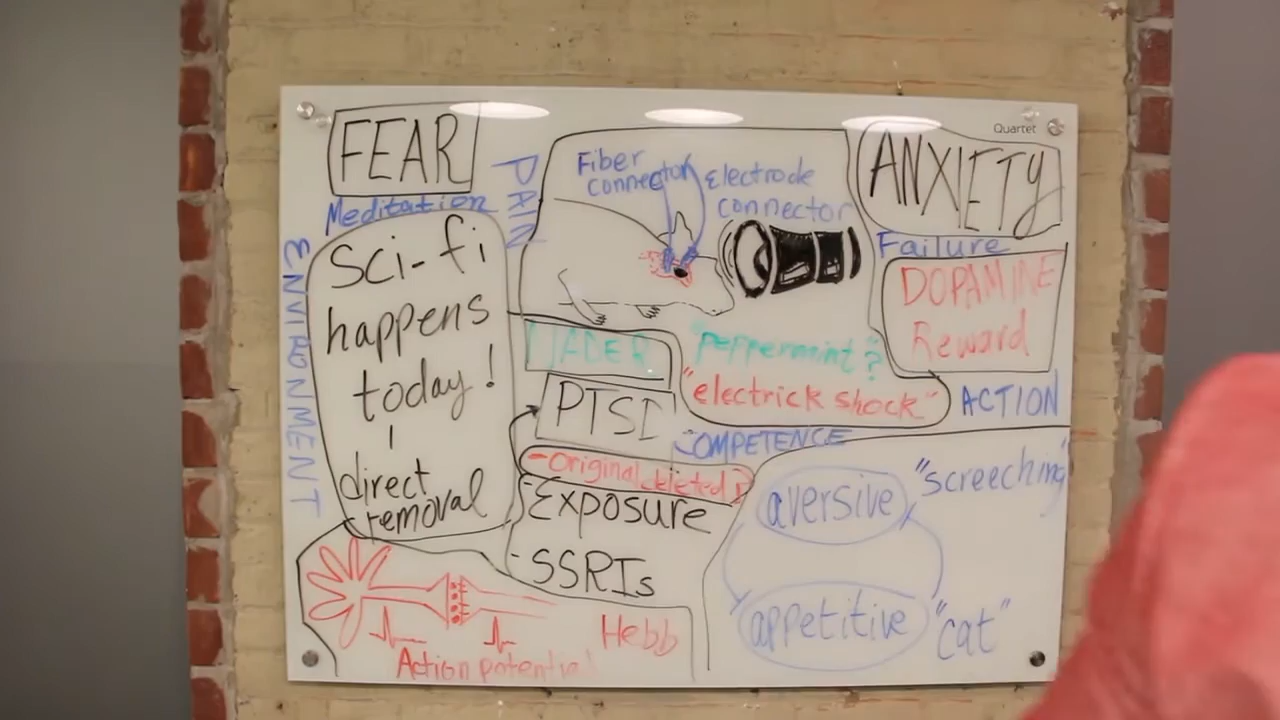 Quartet
FEAR
Meditation
PAIN
ENVIRONMENT
Sci-fi
happens
today!
direct
removal
Fiber
connector
Electrode
connector
ANXIETY
Failure
DOPAMINE
Reward
ACTION
"peppermint"?
"electrick shock"
COMPETENCE
-original deleted?
-Exposure
-SSRIs
aversive
"screeching"
appetitive
"cat"
Hebb
Action potential